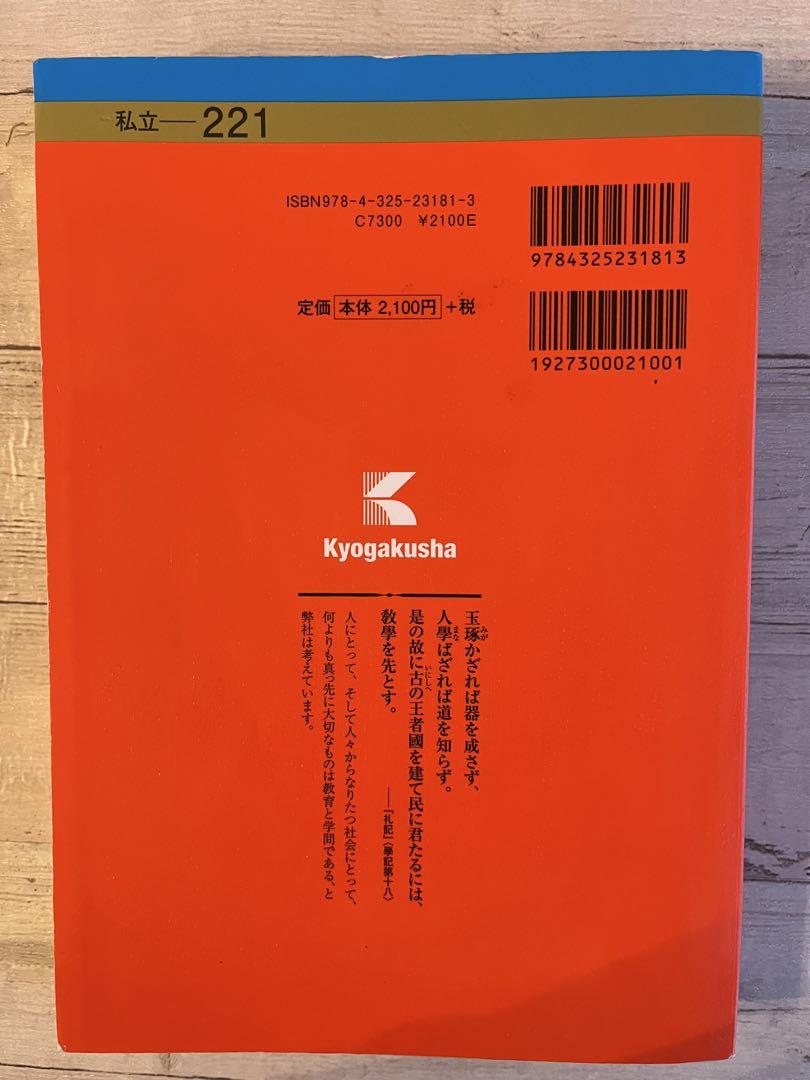 私立—221
ISBN978-4-325-23181-3
C7300 ¥2100E
9784325231813
定価 本体 2,100円 +税
1927300021001
Kyogakusha
玉琢かざれば器を成さず、
人學ばざれば道を知らず。
是の故に古の王者國を建て民に君たるには、
教學を先とす。
——『礼記』〈學記第十八〉
人にとって、そして人々からなりたつ社会にとって、
何よりも真っ先に大切なものは教育と学問である、と
弊社は考えています。